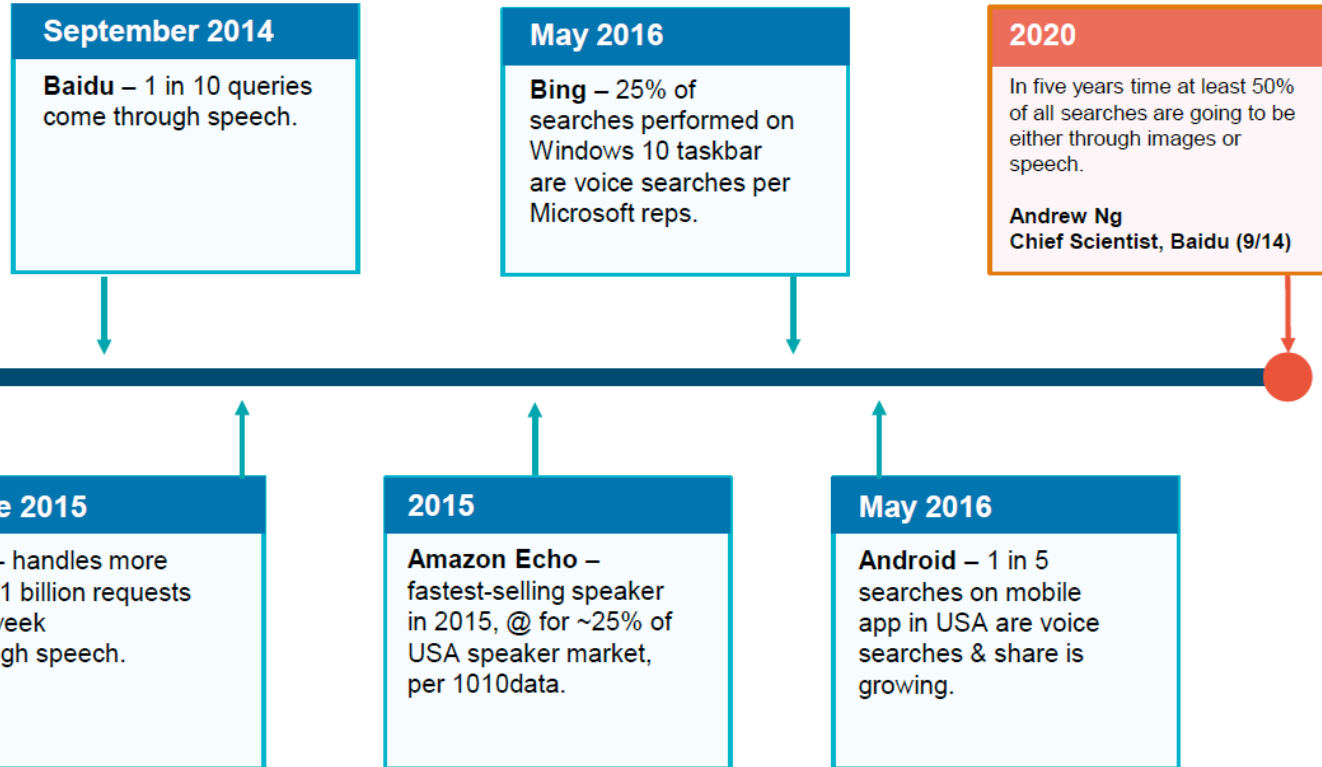 September 2014
Baidu – 1 in 10 queries
come through speech.
May 2016
Bing – 25% of
searches performed on
Windows 10 taskbar
are voice searches per
Microsoft reps.
2020
In five years time at least 50%
of all searches are going to be
either through images or
speech.
Andrew Ng
Chief Scientist, Baidu (9/14)
e 2015
- handles more
1 billion requests
eek
gh speech.
2015
Amazon Echo –
fastest-selling speaker
in 2015, @ for ~25% of
USA speaker market,
per 1010data.
May 2016
Android – 1 in 5
searches on mobile
app in USA are voice
searches & share is
growing.